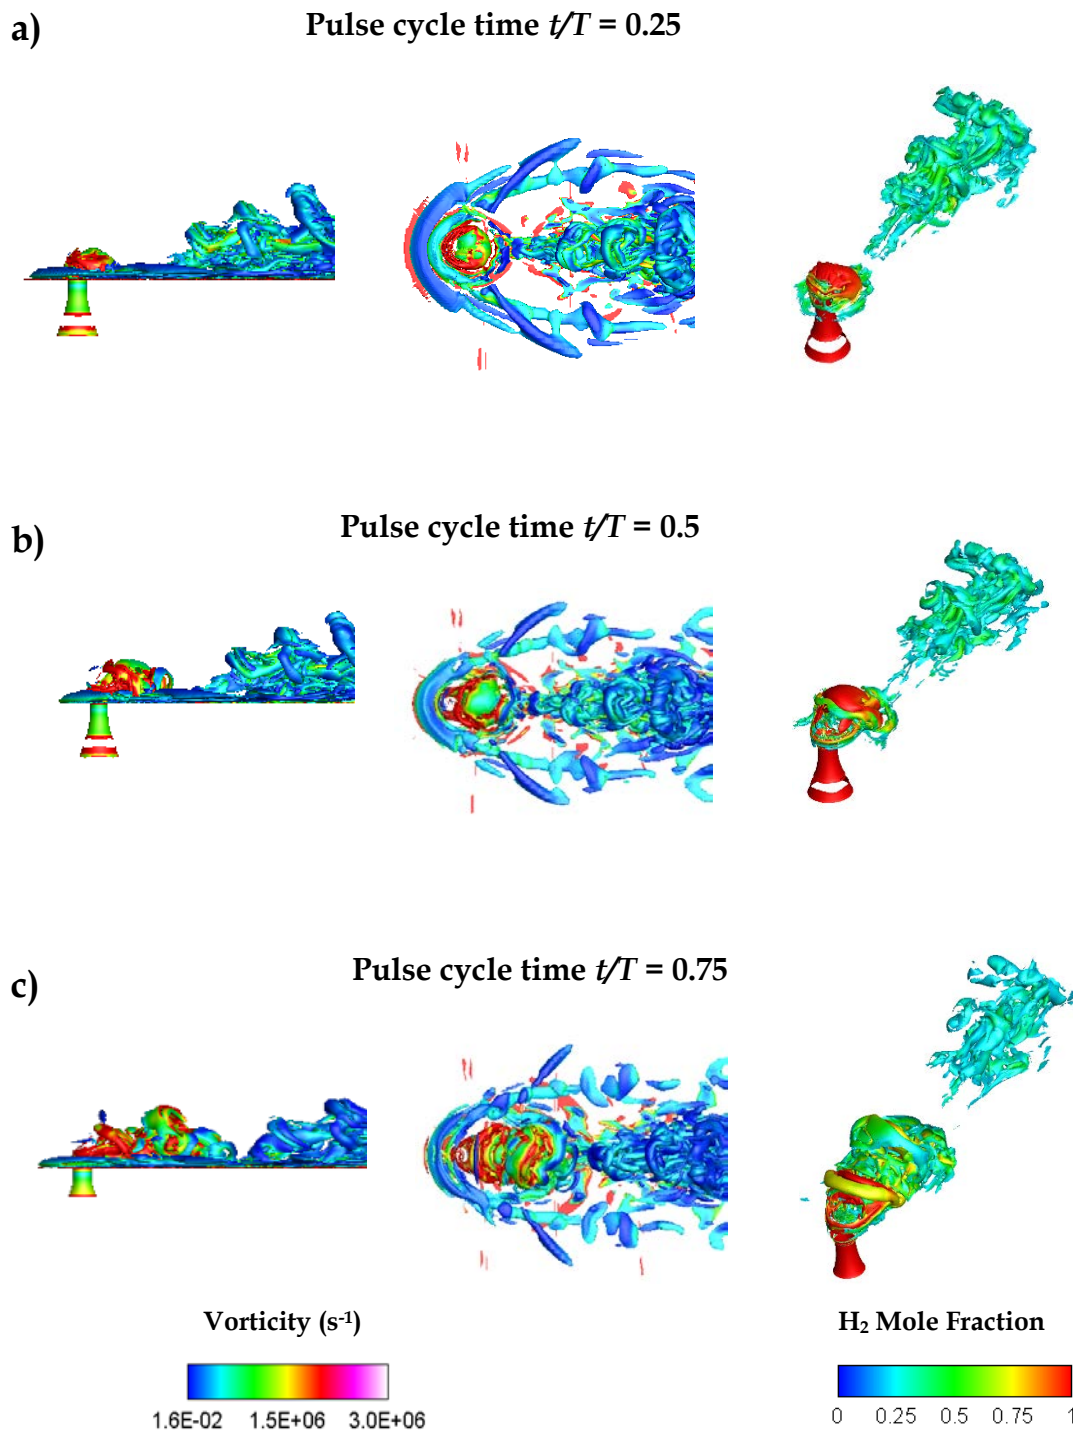 a)
Pulse cycle time t/T = 0.25
b)
Pulse cycle time t/T = 0.5
c)
Pulse cycle time t/T = 0.75
Vorticity (s⁻¹)
1.6E-02 1.5E+06 3.0E+06
H₂ Mole Fraction
0 0.25 0.5 0.75 1